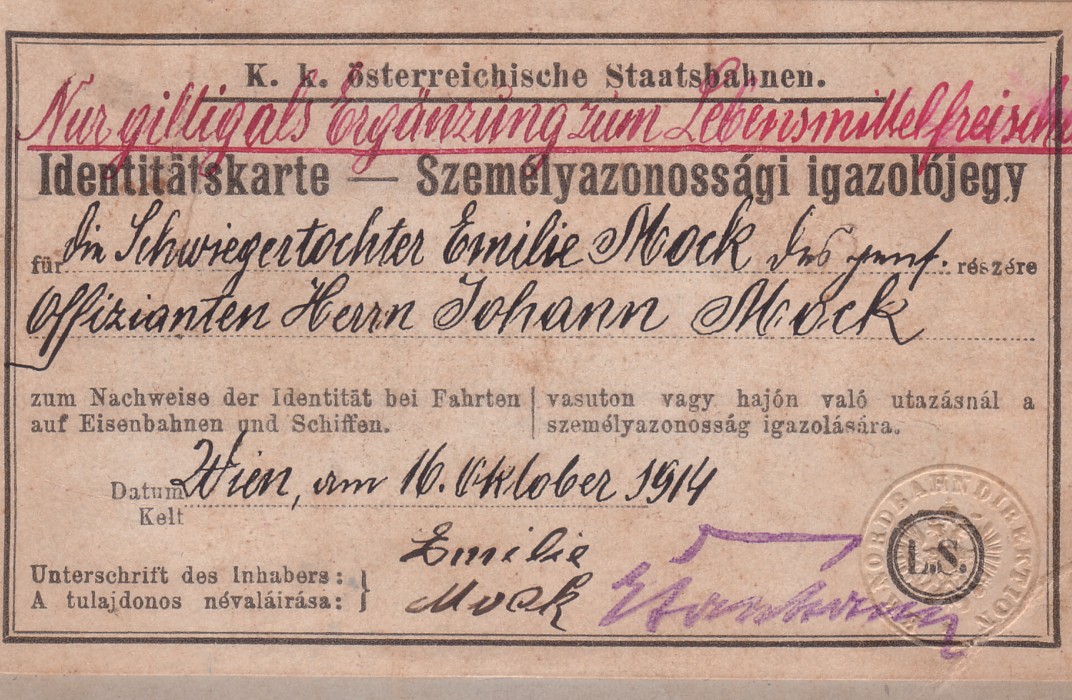 K. k. österreichische Staatsbahnen.
Nur giltig als Ergänzung zum Lebensmittelfreisch
Identitätskarte — Személyazonossági igazolójegy
für die Schwiegertochter Emilie Mock des pens. részére
Offizianten Herrn Johann Mock
zum Nachweise der Identität bei Fahrten
auf Eisenbahnen und Schiffen.
vasuton vagy hajón való utazásnál a
személyazonosság igazolására.
Datum Wien, am 16. Oktober 1914
Kelt
Unterschrift des Inhabers:
A tulajdonos névaláirása:
Emilie
Mock
L.S.
NORDBAHNDIREKTION